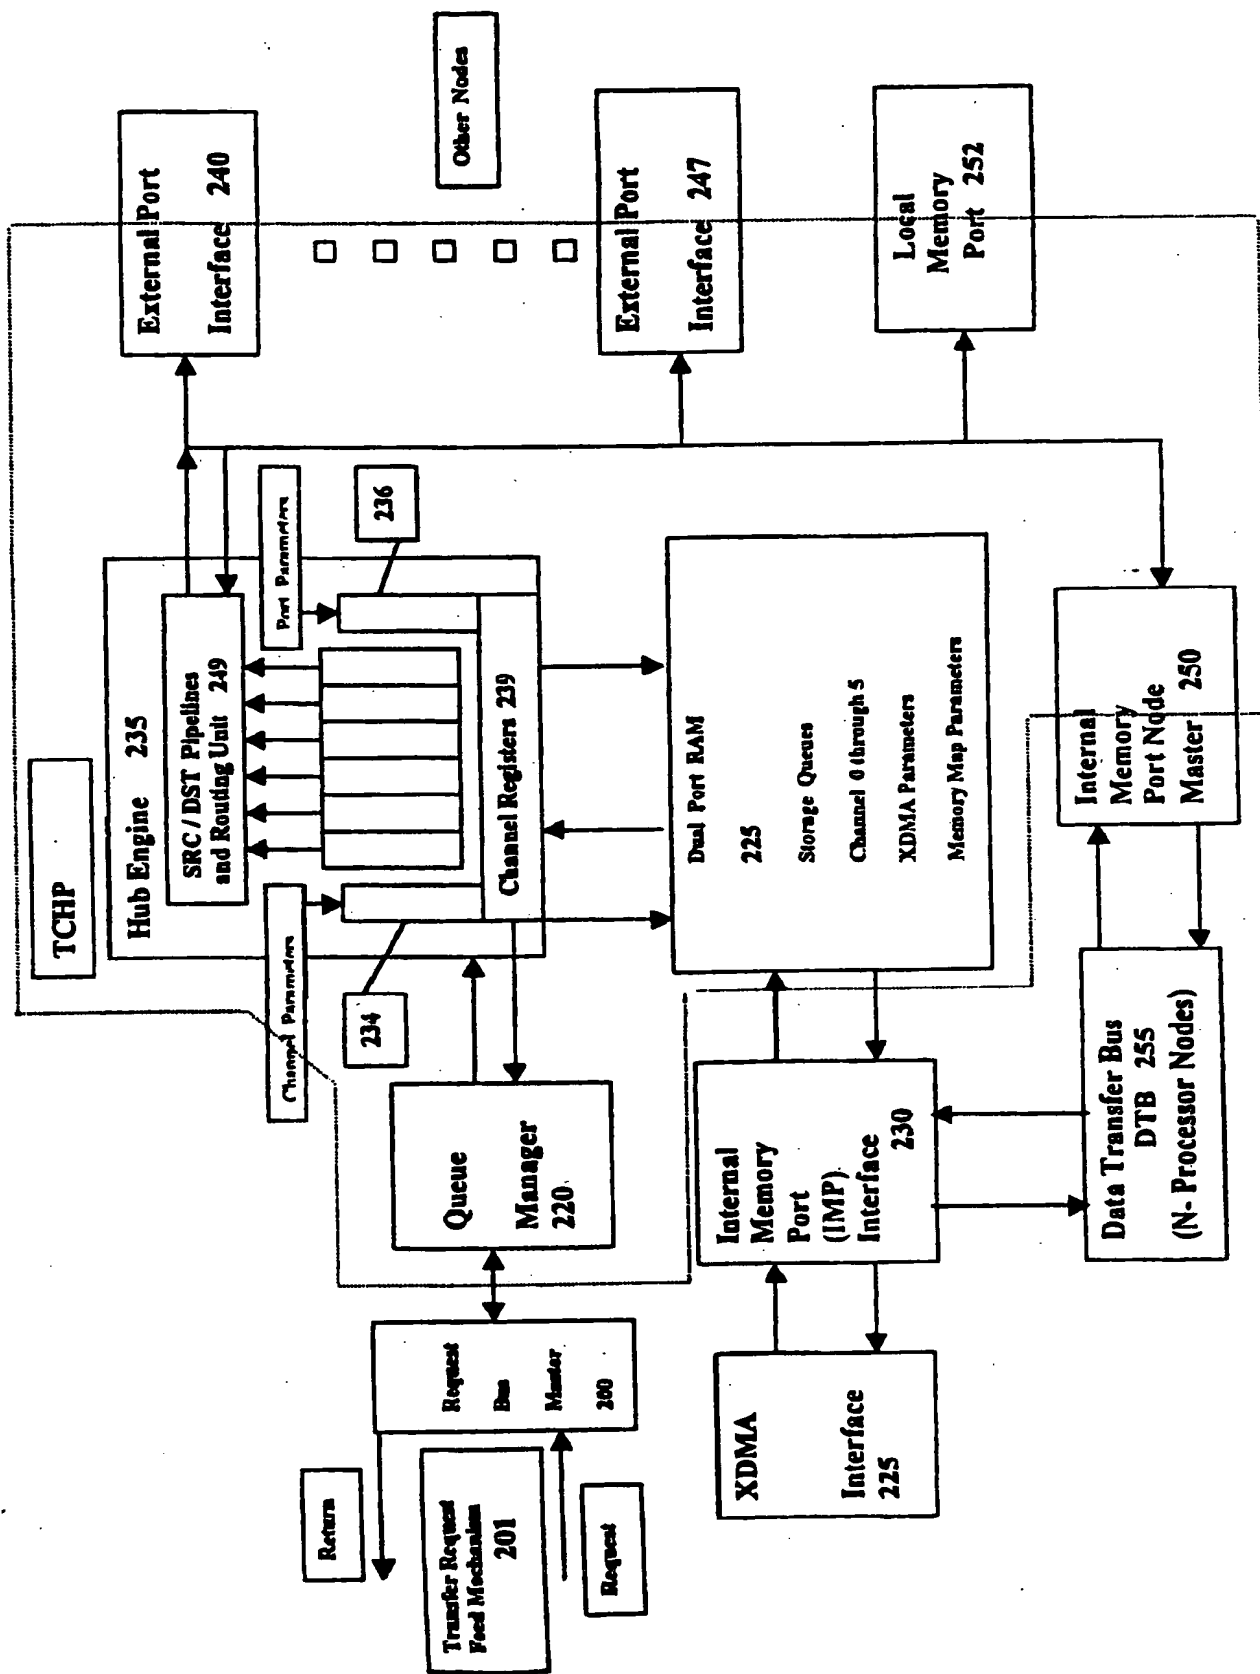 TCHP
Hub Engine 235
SRC / DST Pipelines
and Routing Unit 249
Channel Parameters
Port Parameters
234
236
Channel Registers 239
External Port
Interface 240
Other Nodes
External Port
Interface 247
Local
Memory
Port 252
Return
Transfer Request
Feed Mechanism
201
Request
Request
Bus
Master
200
Queue
Manager
220
Dual Port RAM
225
Storage Queues
Channel 0 through 5
XDMA Parameters
Memory Map Parameters
XDMA
Interface
225
Internal
Memory
Port
(IMP)
Interface
230
Internal
Memory
Port Node
Master 250
Data Transfer Bus
DTB 255
(N- Processor Nodes)